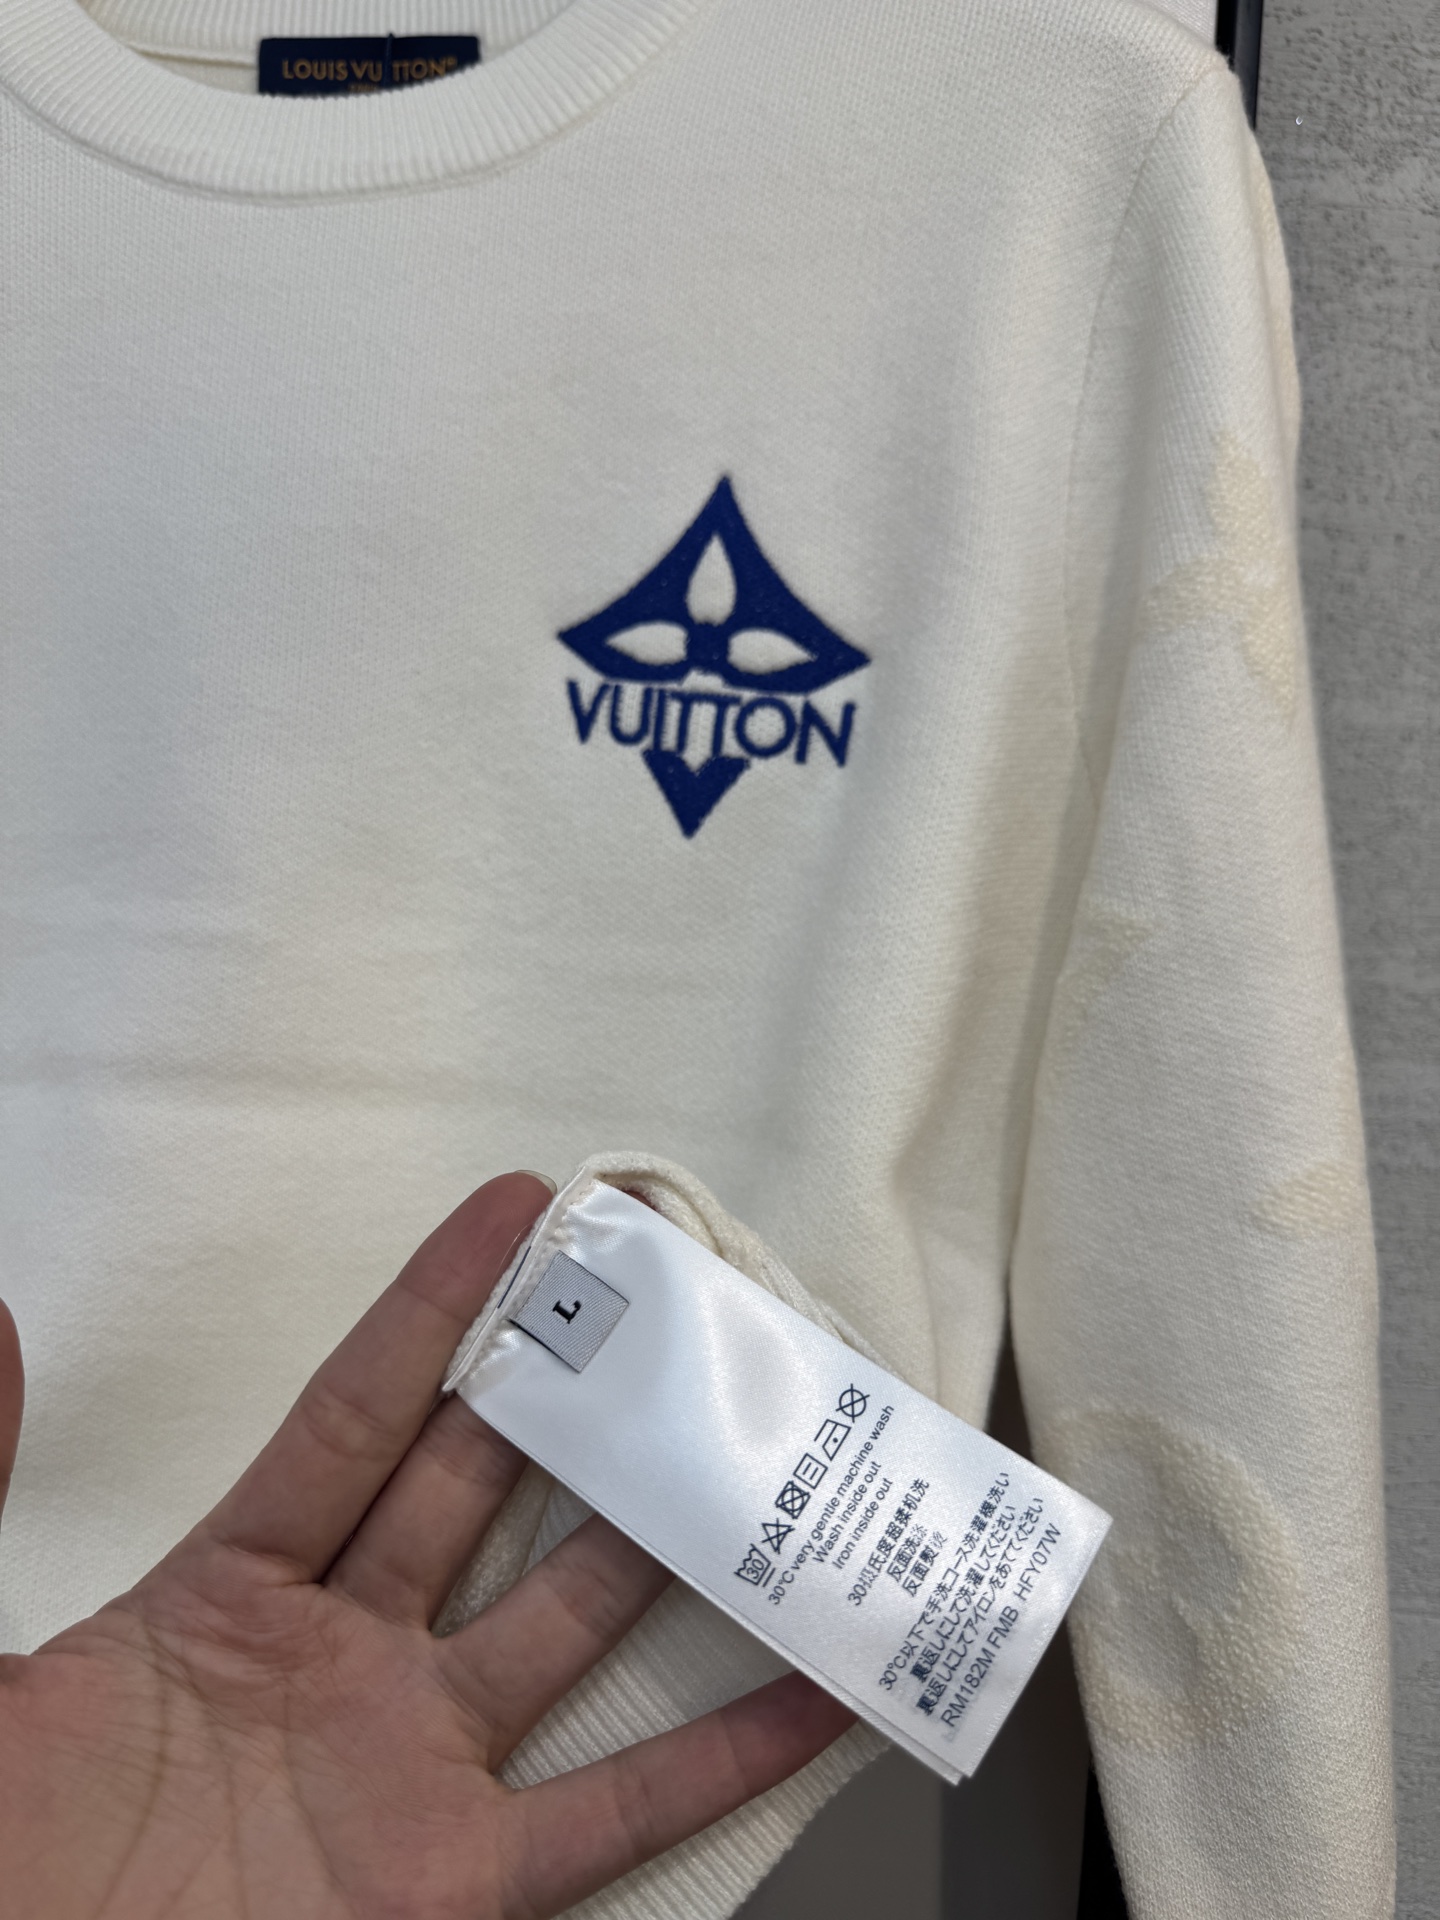 LOUIS VUITTON®
VUITTON
L
30
30°C very gentle machine wash
Wash inside out
Iron inside out
30摄氏度超柔机洗
反面洗涤
反面熨烫
30℃以下で手洗コース洗濯機洗い
裏返しにして洗濯してください
裏返しにしてアイロンをあててください
RM182M FMB HFY07W